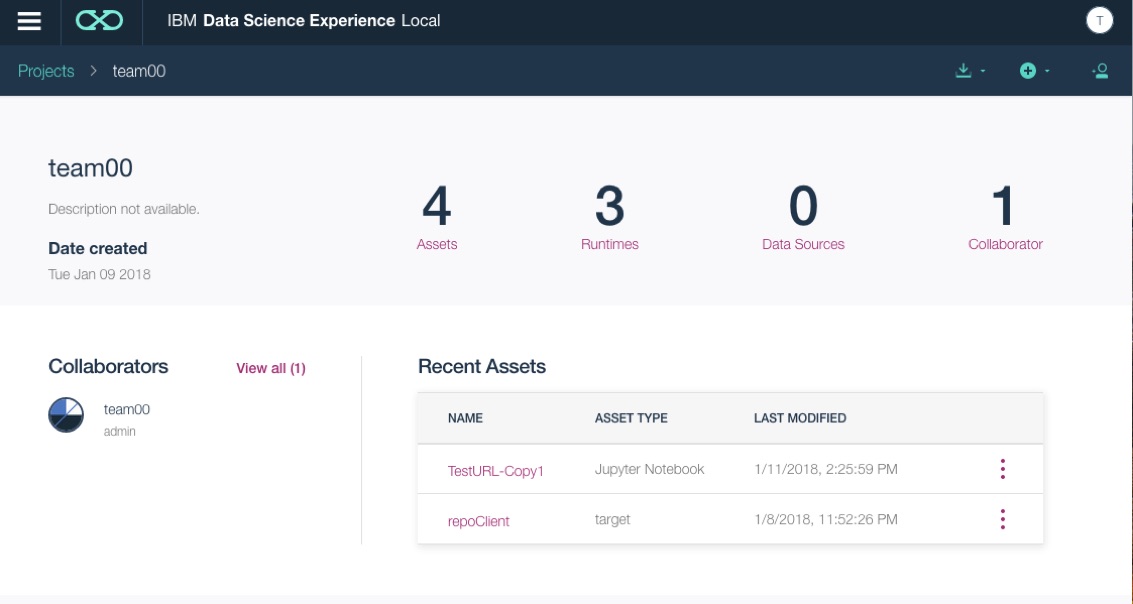 IBM Data Science Experience Local
T
Projects > team00
team00
Description not available.
Date created
Tue Jan 09 2018
4
Assets
3
Runtimes
0
Data Sources
1
Collaborator
Collaborators
View all (1)
team00
admin
Recent Assets
NAME ASSET TYPE LAST MODIFIED
TestURL-Copy1 Jupyter Notebook 1/11/2018, 2:25:59 PM
repoClient target 1/8/2018, 11:52:26 PM